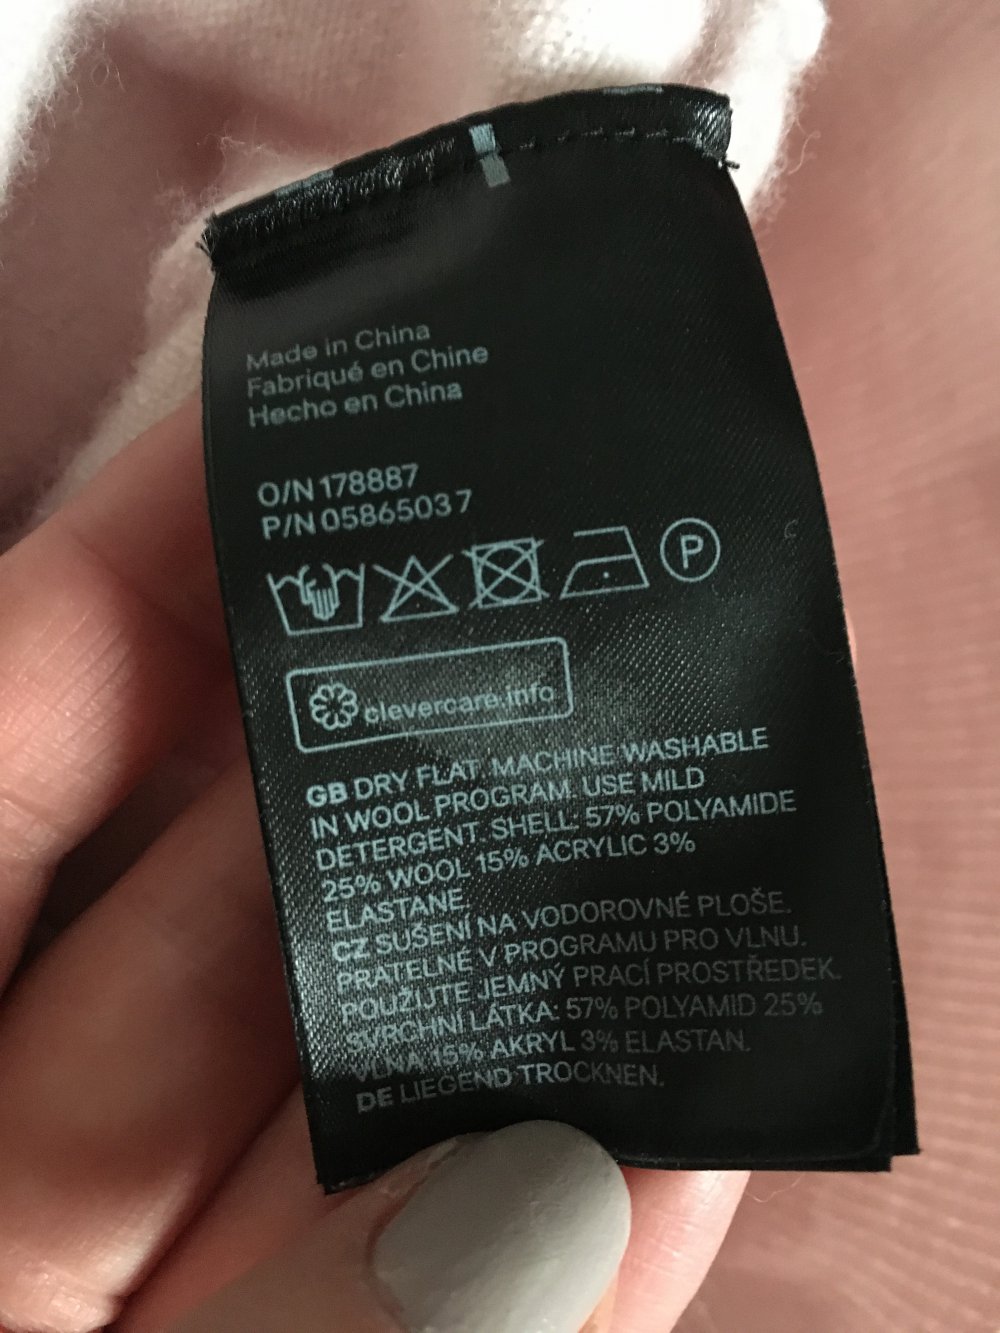 Made in China
Fabriqué en Chine
Hecho en China
O/N 178887
P/N 05865037
P
clevercare.info
GB DRY FLAT. MACHINE WASHABLE
IN WOOL PROGRAM. USE MILD
DETERGENT. SHELL: 57% POLYAMIDE
25% WOOL 15% ACRYLIC 3%
ELASTANE.
CZ SUŠENÍ NA VODOROVNÉ PLOŠE.
PRATELNÉ V PROGRAMU PRO VLNU.
POUŽIJTE JEMNÝ PRACÍ PROSTŘEDEK.
SVRCHNI LÁTKA: 57% POLYAMID 25%
VLNA 15% AKRYL 3% ELASTAN.
DE LIEGEND TROCKNEN.